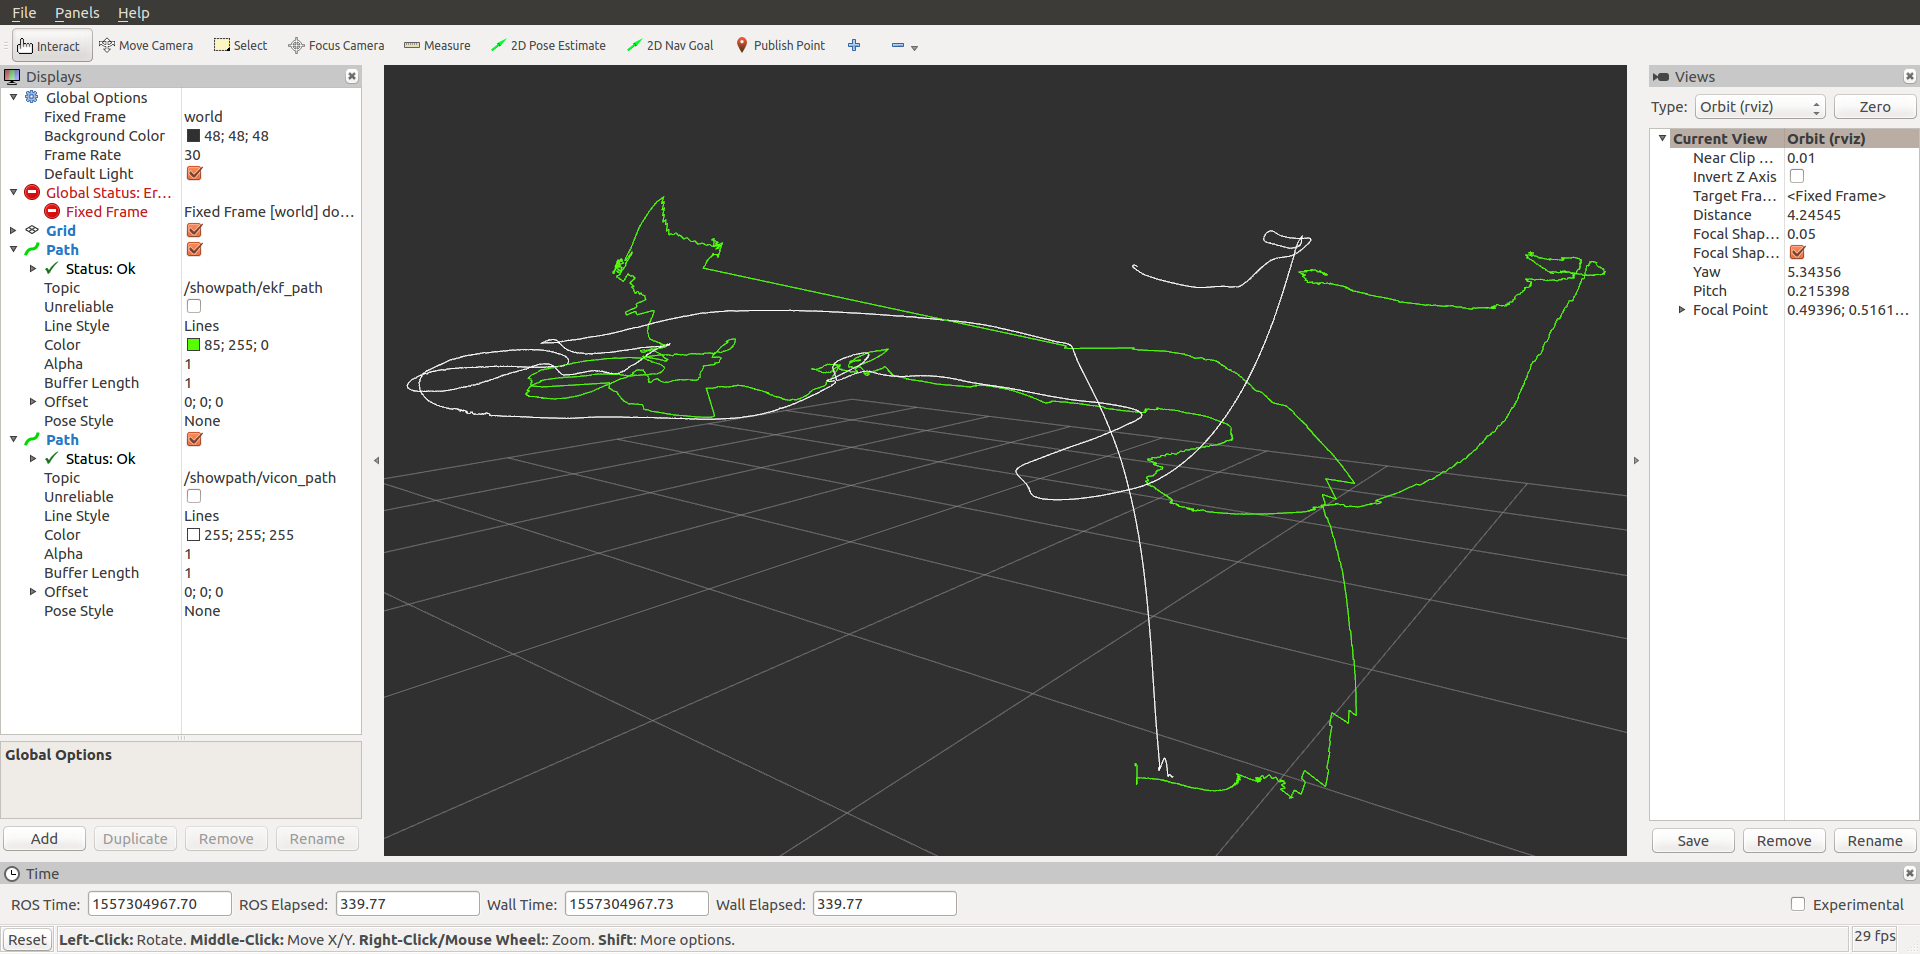 File Panels Help
Interact Move Camera Select Focus Camera Measure 2D Pose Estimate 2D Nav Goal Publish Point
Displays
Global Options
Fixed Frame world
Background Color 48; 48; 48
Frame Rate 30
Default Light
Global Status: Er...
Fixed Frame Fixed Frame [world] do...
Grid
Path
Status: Ok
Topic /showpath/ekf_path
Unreliable
Line Style Lines
Color 85; 255; 0
Alpha 1
Buffer Length 1
Offset 0; 0; 0
Pose Style None
Path
Status: Ok
Topic /showpath/vicon_path
Unreliable
Line Style Lines
Color 255; 255; 255
Alpha 1
Buffer Length 1
Offset 0; 0; 0
Pose Style None
Global Options
Add Duplicate Remove Rename
Views
Type: Orbit (rviz) Zero
Current View Orbit (rviz)
Near Clip ... 0.01
Invert Z Axis
Target Fra... <Fixed Frame>
Distance 4.24545
Focal Shap... 0.05
Focal Shap...
Yaw 5.34356
Pitch 0.215398
Focal Point 0.49396; 0.5161...
Save Remove Rename
Time
ROS Time: 1557304967.70 ROS Elapsed: 339.77 Wall Time: 1557304967.73 Wall Elapsed: 339.77 Experimental
Reset Left-Click: Rotate. Middle-Click: Move X/Y. Right-Click/Mouse Wheel:: Zoom. Shift: More options. 29 fps